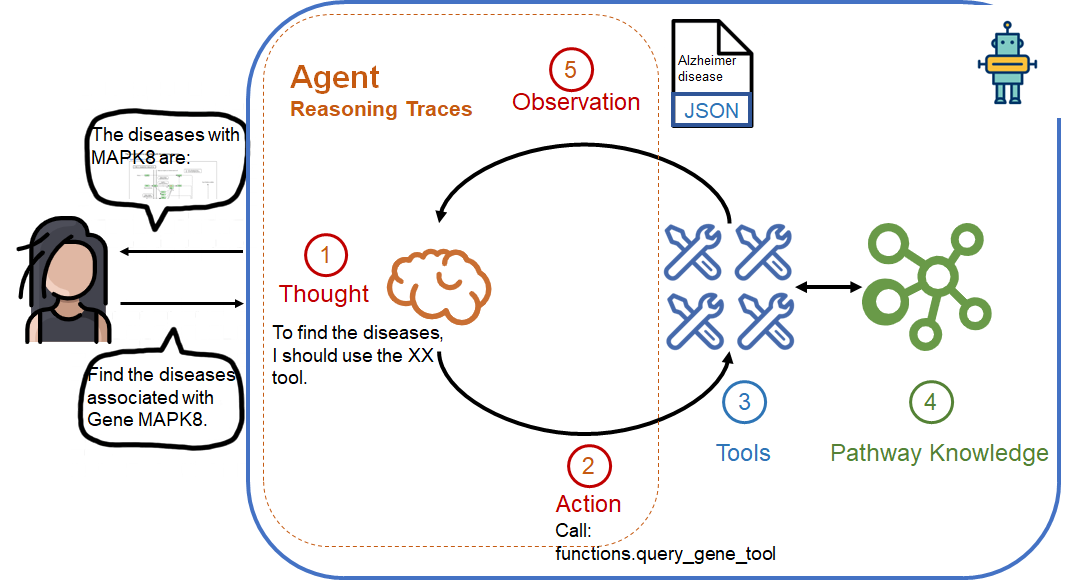 Agent
Reasoning Traces
5
Observation
Alzheimer
disease
JSON
The diseases with
MAPK8 are:
1
Thought
To find the diseases,
I should use the XX
tool.
Find the diseases
associated with
Gene MAPK8.
2
Action
Call:
functions.query_gene_tool
3
Tools
4
Pathway Knowledge